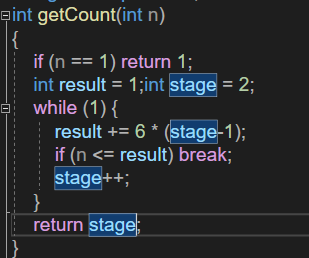 int getCount(int n)
{
if (n == 1) return 1;
int result = 1;int stage = 2;
while (1) {
result += 6 * (stage-1);
if (n <= result) break;
stage++;
}
return stage;
}